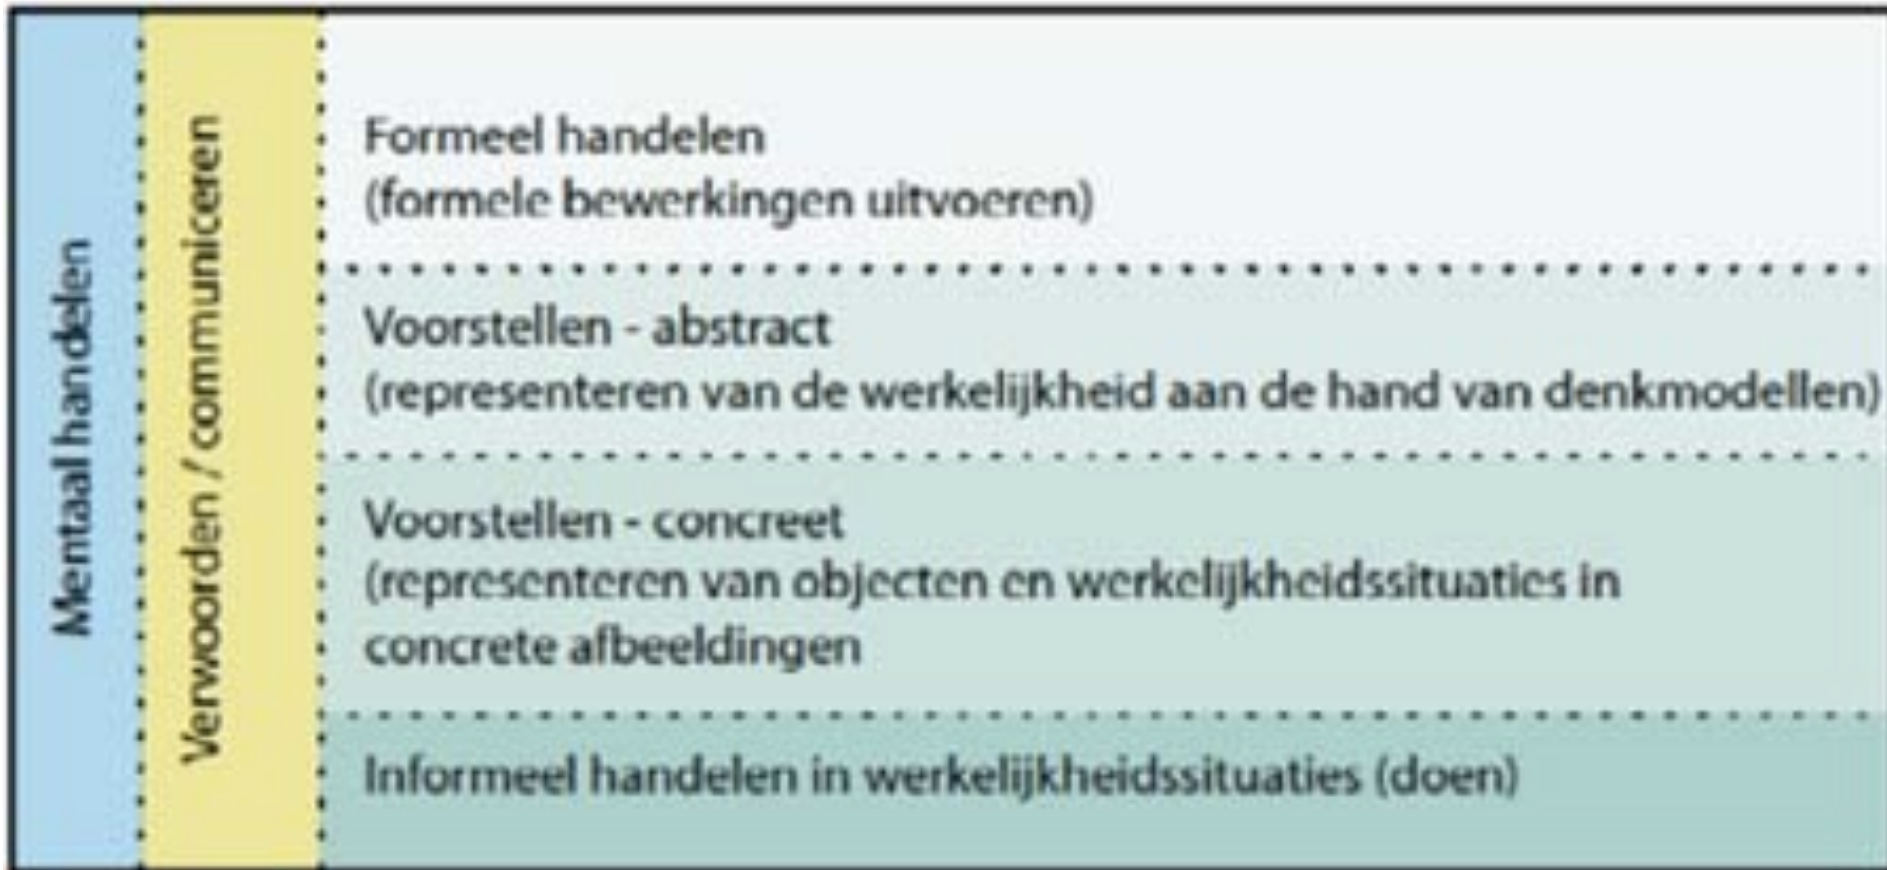 Mentaal handelen
Verwoorden / communiceren
Formeel handelen
(formele bewerkingen uitvoeren)
Voorstellen - abstract
(representeren van de werkelijkheid aan de hand van denkmodellen)
Voorstellen - concreet
(representeren van objecten en werkelijkheidssituaties in
concrete afbeeldingen
Informeel handelen in werkelijkheidssituaties (doen)